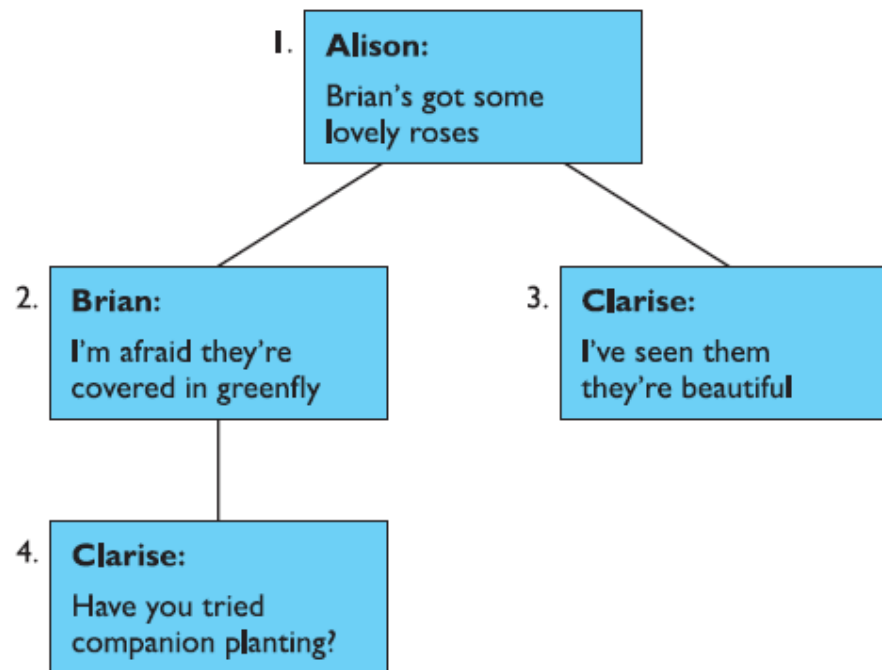 1. Alison:
Brian's got some
lovely roses
2. Brian:
I'm afraid they're
covered in greenfly
3. Clarise:
I've seen them
they're beautiful
4. Clarise:
Have you tried
companion planting?